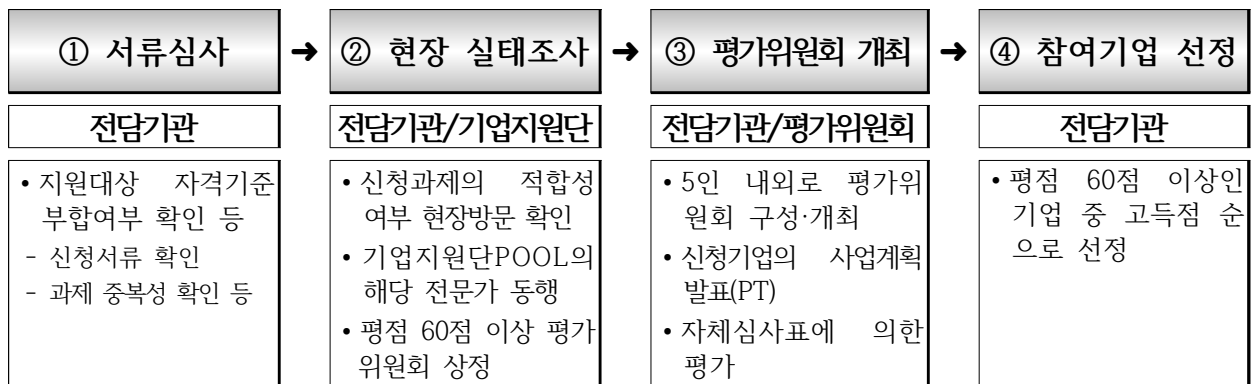 ① 서류심사 ➜ ② 현장 실태조사 ➜ ③ 평가위원회 개최 ➜ ④ 참여기업 선정
전담기관
전담기관/기업지원단
전담기관/평가위원회
전담기관
• 지원대상 자격기준
부합여부 확인 등
- 신청서류 확인
- 과제 중복성 확인 등
• 신청과제의 적합성
여부 현장방문 확인
• 기업지원단POOL의
해당 전문가 동행
• 평점 60점 이상 평가
위원회 상정
• 5인 내외로 평가위
원회 구성·개최
• 신청기업의 사업계획
발표(PT)
• 자체심사표에 의한
평가
• 평점 60점 이상인
기업 중 고득점 순
으로 선정